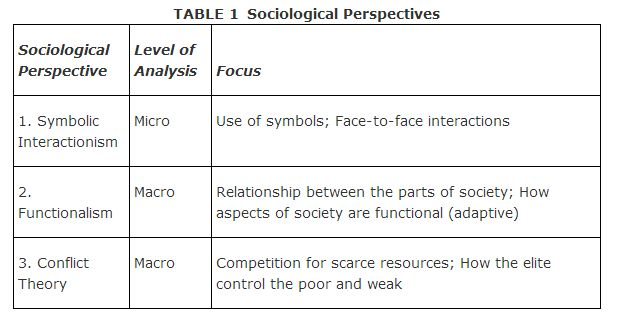 TABLE 1 Sociological Perspectives
Sociological Perspective Level of Analysis Focus
1. Symbolic Interactionism Micro Use of symbols; Face-to-face interactions
2. Functionalism Macro Relationship between the parts of society; How aspects of society are functional (adaptive)
3. Conflict Theory Macro Competition for scarce resources; How the elite control the poor and weak